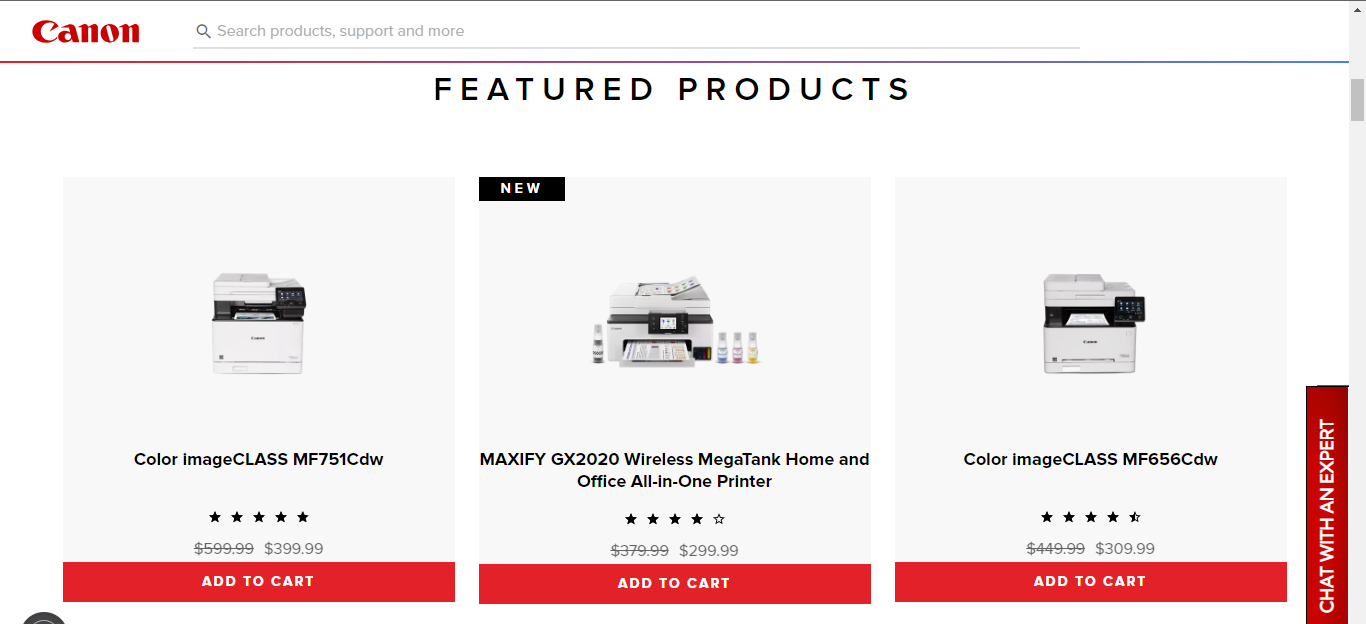 Canon
Search products, support and more
FEATURED PRODUCTS
NEW
Color imageCLASS MF751Cdw
$599.99 $399.99
ADD TO CART
MAXIFY GX2020 Wireless MegaTank Home and
Office All-in-One Printer
$379.99 $299.99
ADD TO CART
Color imageCLASS MF656Cdw
$449.99 $309.99
ADD TO CART
CHAT WITH AN EXPERT